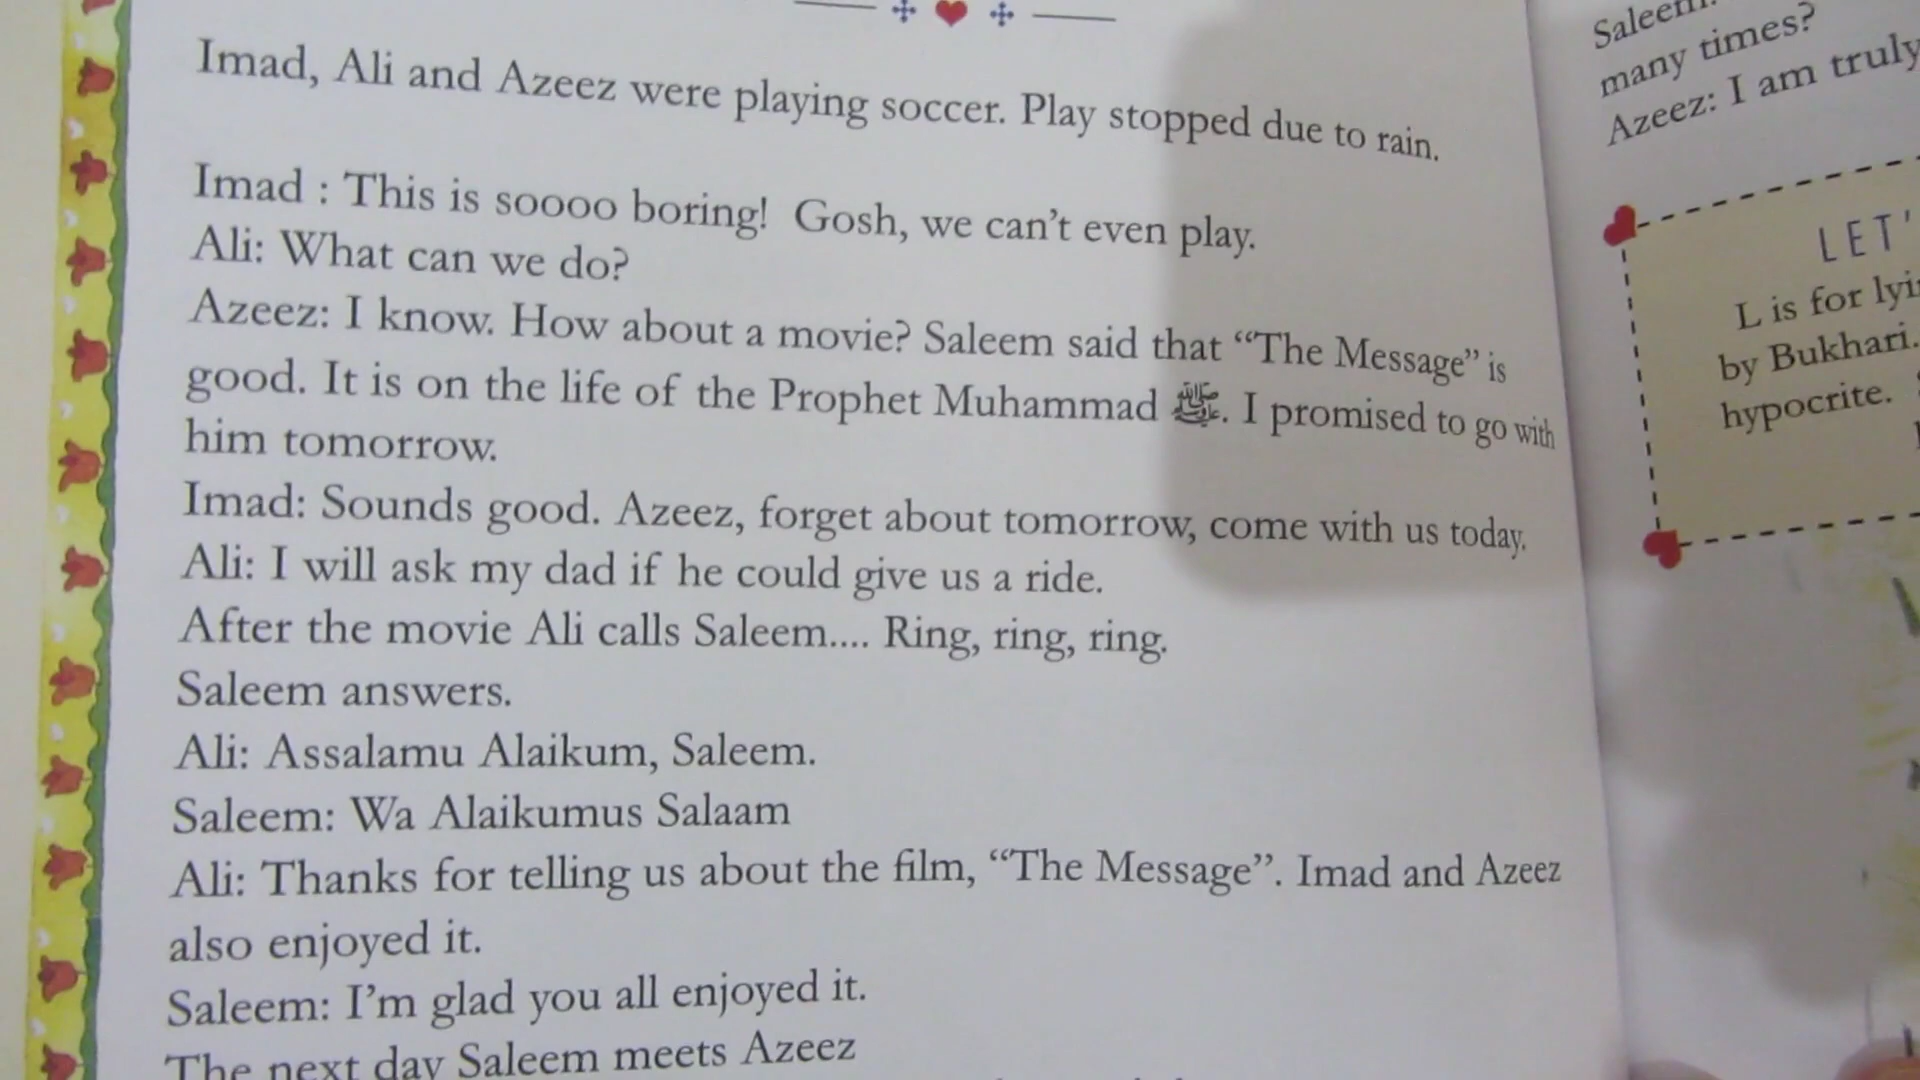 Imad, Ali and Azeez were playing soccer. Play stopped due to rain.
Imad : This is soooo boring! Gosh, we can't even play.
Ali: What can we do?
Azeez: I know. How about a movie? Saleem said that “The Message” is
good. It is on the life of the Prophet Muhammad ﷺ. I promised to go with
him tomorrow.
Imad: Sounds good. Azeez, forget about tomorrow, come with us today.
Ali: I will ask my dad if he could give us a ride.
After the movie Ali calls Saleem.... Ring, ring, ring.
Saleem answers.
Ali: Assalamu Alaikum, Saleem.
Saleem: Wa Alaikumus Salaam
Ali: Thanks for telling us about the film, “The Message”. Imad and Azeez
also enjoyed it.
Saleem: I'm glad you all enjoyed it.
The next day Saleem meets Azeez
Saleem:
many times?
Azeez: I am truly
LET'
L is for
by Bukhari.
hypocrite.